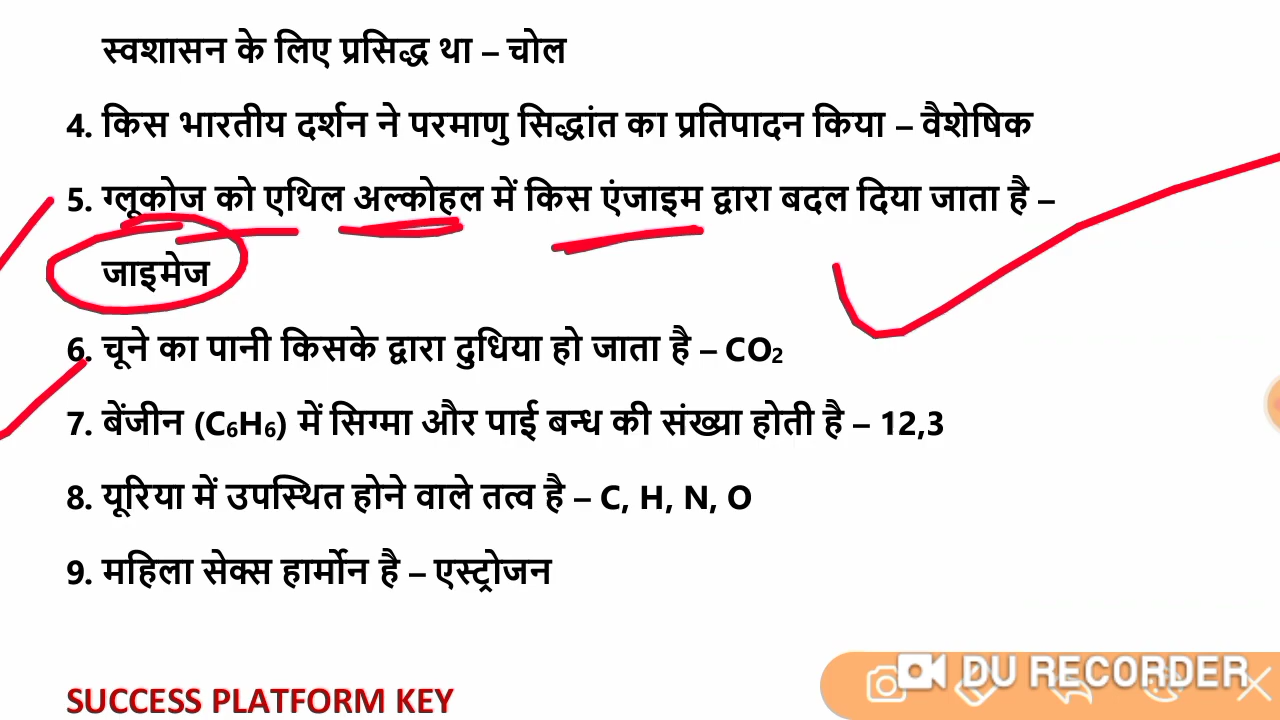 स्वशासन के लिए प्रसिद्ध था – चोल
4. किस भारतीय दर्शन ने परमाणु सिद्धांत का प्रतिपादन किया – वैशेषिक
5. ग्लूकोज को एथिल अल्कोहल में किस एंजाइम द्वारा बदल दिया जाता है –
जाइमेज
6. चूने का पानी किसके द्वारा दुधिया हो जाता है – CO₂
7. बेंजीन (C₆H₆) में सिग्मा और पाई बन्ध की संख्या होती है – 12,3
8. यूरिया में उपस्थित होने वाले तत्व है – C, H, N, O
9. महिला सेक्स हार्मोन है – एस्ट्रोजन
SUCCESS PLATFORM KEY
DU RECORDER